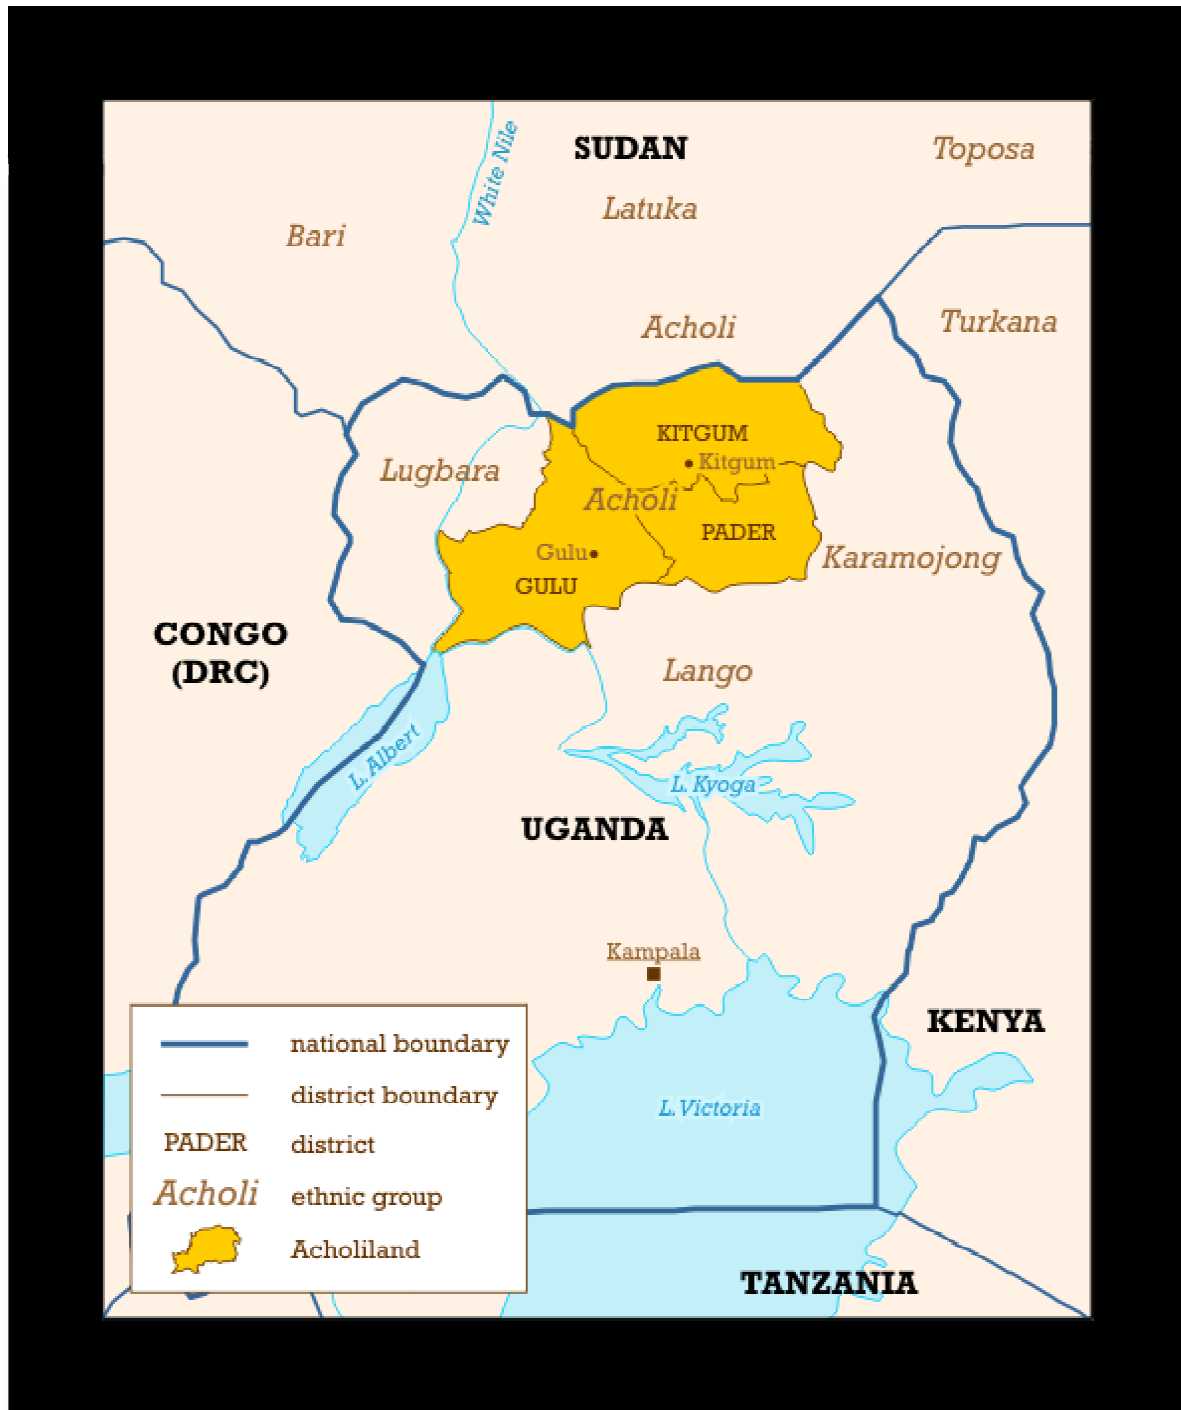 SUDAN
Toposa
White Nile
Latuka
Bari
Acholi
Turkana
KITGUM
Kitgum
Lugbara
Acholi
PADER
Gulu
Karamojong
GULU
CONGO
(DRC)
Lango
L. Albert
L. Kyoga
UGANDA
Kampala
KENYA
national boundary
district boundary
L. Victoria
PADER district
Acholi ethnic group
Acholiland
TANZANIA